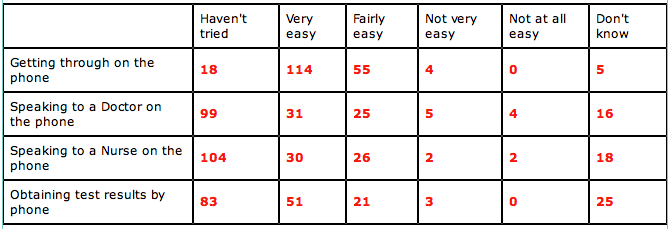 Haven't tried Very easy Fairly easy Not very easy Not at all easy Don't know
Getting through on the phone 18 114 55 4 0 5
Speaking to a Doctor on the phone 99 31 25 5 4 16
Speaking to a Nurse on the phone 104 30 26 2 2 18
Obtaining test results by phone 83 51 21 3 0 25